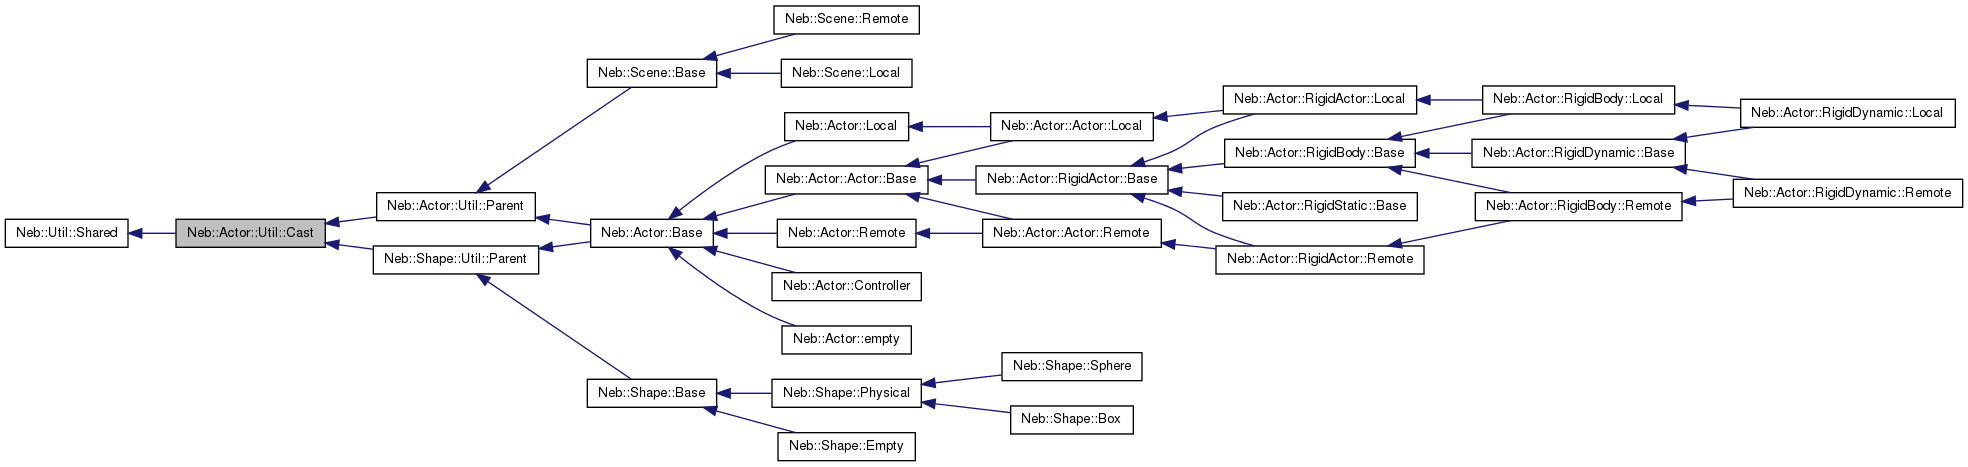 Neb::Scene::Remote
Neb::Scene::Base
Neb::Scene::Local
Neb::Actor::RigidActor::Local
Neb::Actor::RigidBody::Local
Neb::Actor::RigidDynamic::Local
Neb::Actor::Local
Neb::Actor::Actor::Local
Neb::Actor::RigidBody::Base
Neb::Actor::RigidDynamic::Base
Neb::Actor::Actor::Base
Neb::Actor::RigidActor::Base
Neb::Actor::RigidDynamic::Remote
Neb::Actor::Util::Parent
Neb::Actor::RigidStatic::Base
Neb::Actor::RigidBody::Remote
Neb::Util::Shared
Neb::Actor::Util::Cast
Neb::Actor::Base
Neb::Actor::Remote
Neb::Actor::Actor::Remote
Neb::Shape::Util::Parent
Neb::Actor::RigidActor::Remote
Neb::Actor::Controller
Neb::Actor::empty
Neb::Shape::Sphere
Neb::Shape::Base
Neb::Shape::Physical
Neb::Shape::Box
Neb::Shape::Empty